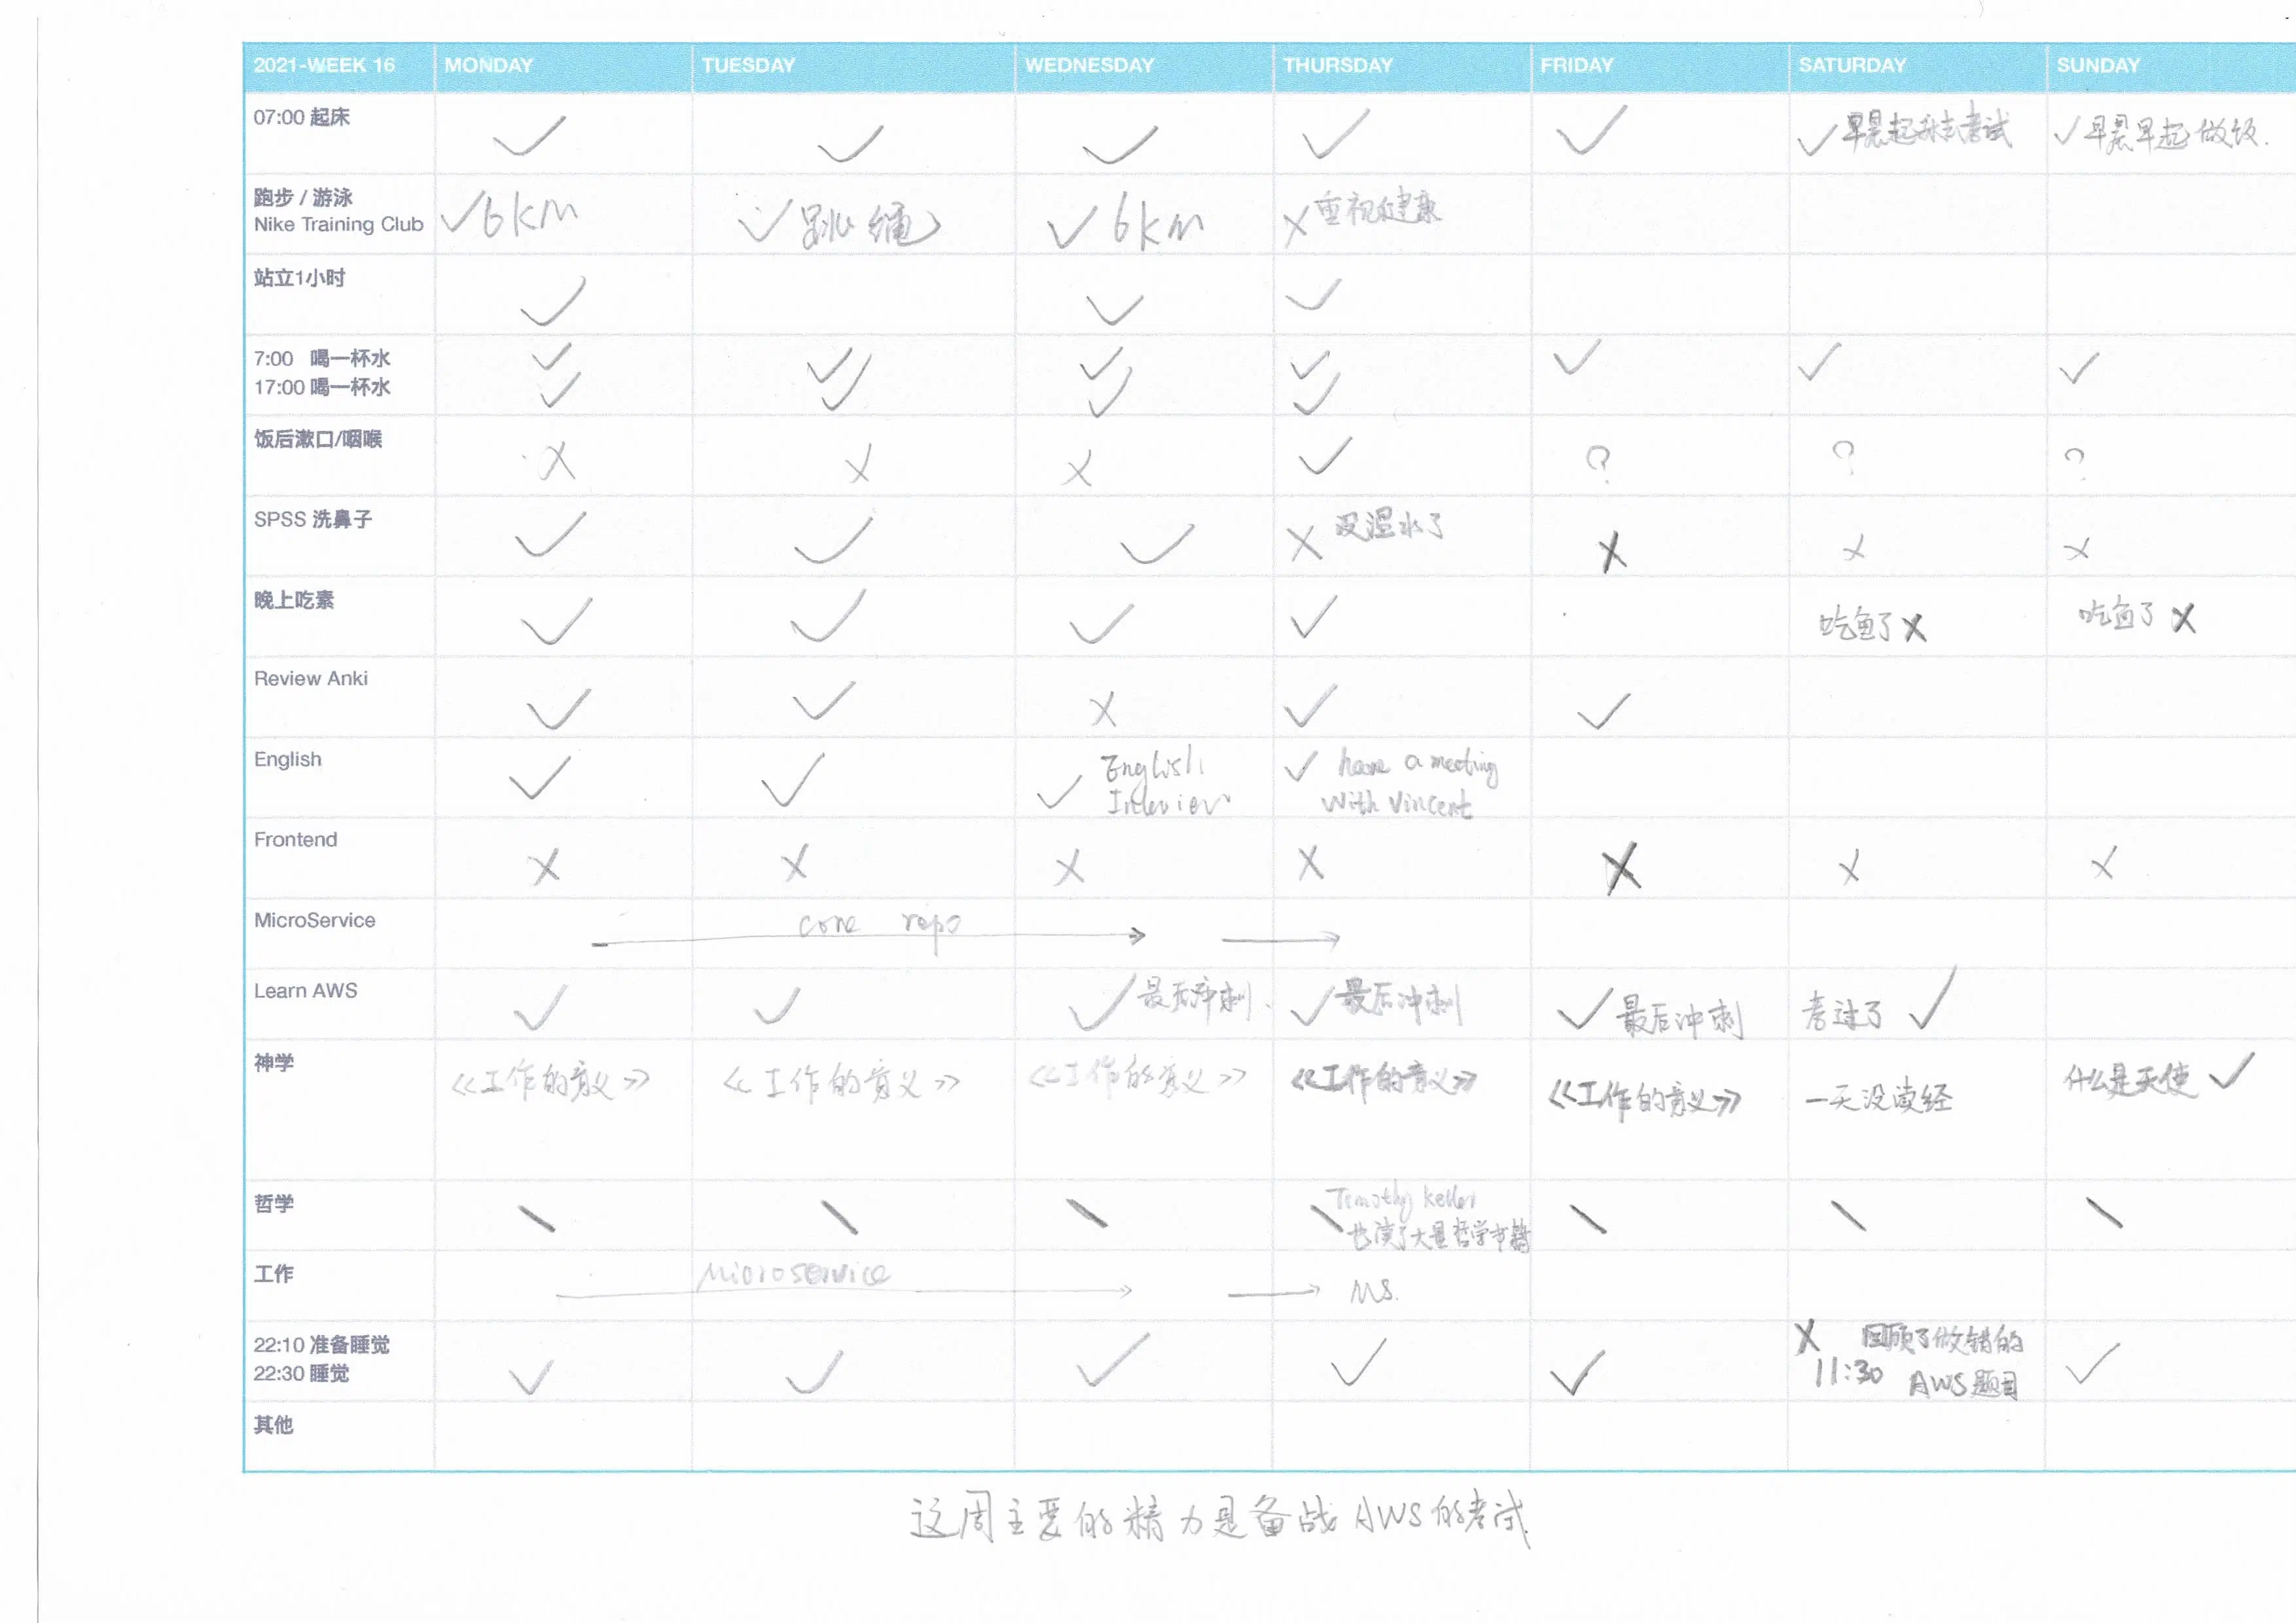 2021-WEEK 16 MONDAY TUESDAY WEDNESDAY THURSDAY FRIDAY SATURDAY SUNDAY
07:00 起床 ✓ ✓ ✓ ✓ ✓ ✓早晨起来考试 ✓早晨早起做饭.
跑步 / 游泳
Nike Training Club ✓6km ✓跳绳 ✓6km ×重视健康
站立1小时 ✓ ✓ ✓
7:00 喝一杯水 ✓ ✓ ✓ ✓ ✓ ✓ ✓
17:00 喝一杯水 ✓ ✓ ✓ ✓
饭后漱口/咽喉 × × × ✓ ? ? ?
SPSS 洗鼻子 ✓ ✓ ✓ × 没温水了 × × ×
晚上吃素 ✓ ✓ ✓ ✓ 吃鱼了× 吃鱼了×
Review Anki ✓ ✓ × ✓ ✓
English ✓ ✓ ✓ English ✓ have a meeting
Interview with Vincent
Frontend × × × × × × ×
MicroService core repo → →
Learn AWS ✓ ✓ ✓最后冲刺. ✓最后冲刺 ✓最后冲刺 考过了 ✓
神学 《工作的意义》 《工作的意义》 《工作的意义》 《工作的意义》 《工作的意义》 一天没读经 什么是天使 ✓
哲学 \ \ \ \ Timothy Keller \ \ \
也读了大量哲学书籍
工作 Microservice → → MS.
22:10 准备睡觉 × 回顾了做错的
22:30 睡觉 ✓ ✓ ✓ ✓ ✓ 11:30 AWS题目 ✓
其他
这周主要的精力是备战AWS的考试